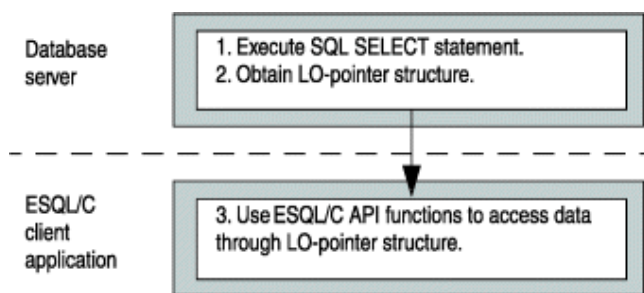 Database
server
1. Execute SQL SELECT statement.
2. Obtain LO-pointer structure.
ESQL/C
client
application
3. Use ESQL/C API functions to access data
through LO-pointer structure.